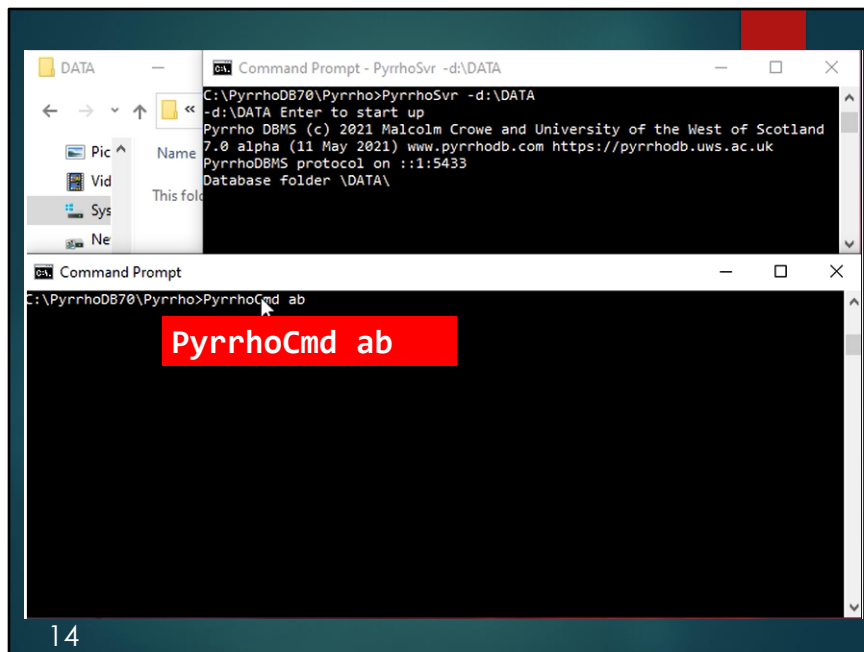 DATA
Command Prompt - PyrrhoSvr -d:\DATA
C:\PyrrhoDB70\Pyrrho>PyrrhoSvr -d:\DATA
-d:\DATA Enter to start up
Pyrrho DBMS (c) 2021 Malcolm Crowe and University of the West of Scotland
7.0 alpha (11 May 2021) www.pyrrhodb.com https://pyrrhodb.uws.ac.uk
PyrrhoDBMS protocol on ::1:5433
Database folder \DATA\
«
Pic
Name
Vid
This fol
Sys
Ne
Command Prompt
C:\PyrrhoDB70\Pyrrho>PyrrhoCmd ab
PyrrhoCmd ab
14